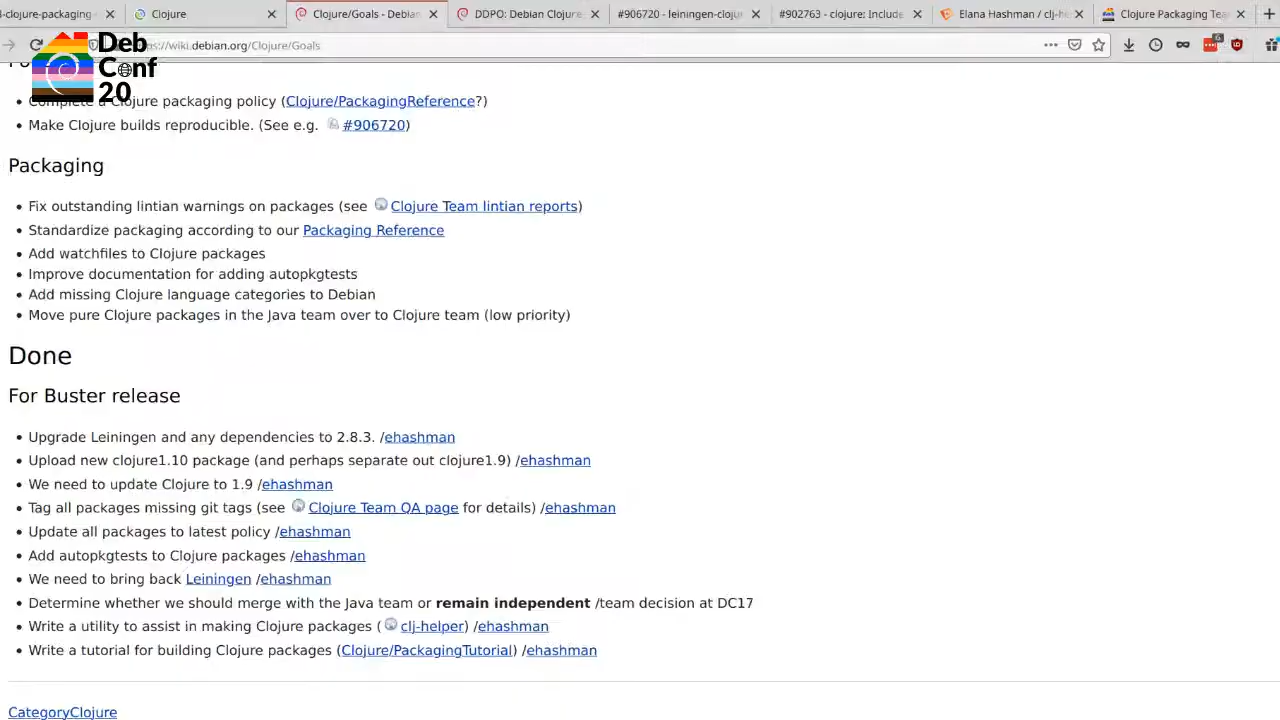 l-clojure-packaging
Clojure
Clojure/Goals - Debian
DDPO: Debian Clojure
#906720 - leiningen-cloju
#902763 - clojure: Include
Elana Hashman / clj-he
Clojure Packaging Tea
s://wiki.debian.org/Clojure/Goals
Deb
Conf
20
Complete a Clojure packaging policy (Clojure/PackagingReference?)
Make Clojure builds reproducible. (See e.g. #906720)
Packaging
Fix outstanding lintian warnings on packages (see Clojure Team lintian reports)
Standardize packaging according to our Packaging Reference
Add watchfiles to Clojure packages
Improve documentation for adding autopkgtests
Add missing Clojure language categories to Debian
Move pure Clojure packages in the Java team over to Clojure team (low priority)
Done
For Buster release
Upgrade Leiningen and any dependencies to 2.8.3. /ehashman
Upload new clojure1.10 package (and perhaps separate out clojure1.9) /ehashman
We need to update Clojure to 1.9 /ehashman
Tag all packages missing git tags (see Clojure Team QA page for details) /ehashman
Update all packages to latest policy /ehashman
Add autopkgtests to Clojure packages /ehashman
We need to bring back Leiningen /ehashman
Determine whether we should merge with the Java team or remain independent /team decision at DC17
Write a utility to assist in making Clojure packages ( clj-helper) /ehashman
Write a tutorial for building Clojure packages (Clojure/PackagingTutorial) /ehashman
CategoryClojure